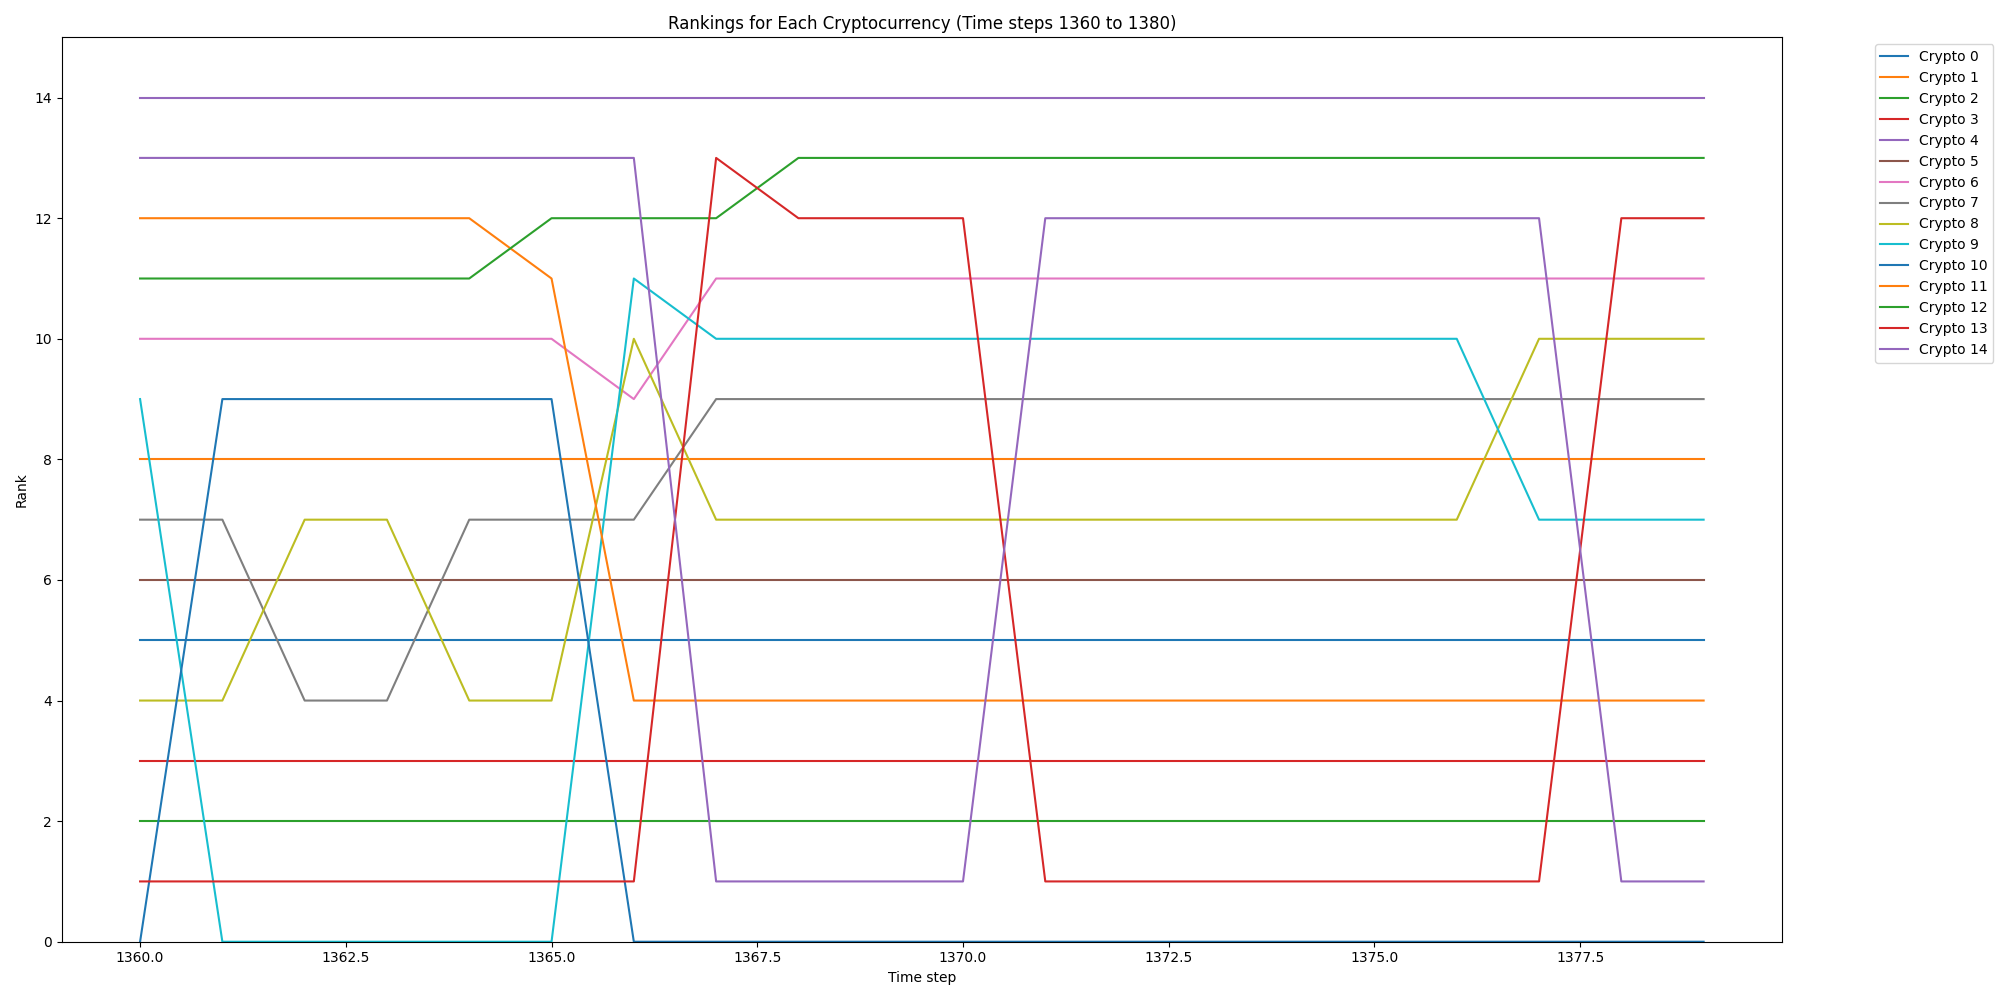 Rankings for Each Cryptocurrency (Time steps 1360 to 1380)
Rank
14
12
10
8
6
4
2
0
1360.0
1362.5
1365.0
1367.5
1370.0
1372.5
1375.0
1377.5
Time step
Crypto 0
Crypto 1
Crypto 2
Crypto 3
Crypto 4
Crypto 5
Crypto 6
Crypto 7
Crypto 8
Crypto 9
Crypto 10
Crypto 11
Crypto 12
Crypto 13
Crypto 14